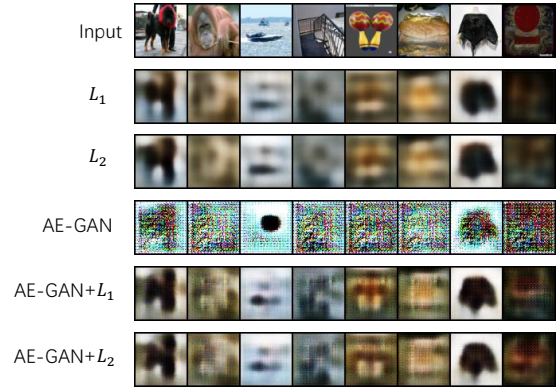 Input
L₁
L₂
AE-GAN
AE-GAN+L₁
AE-GAN+L₂